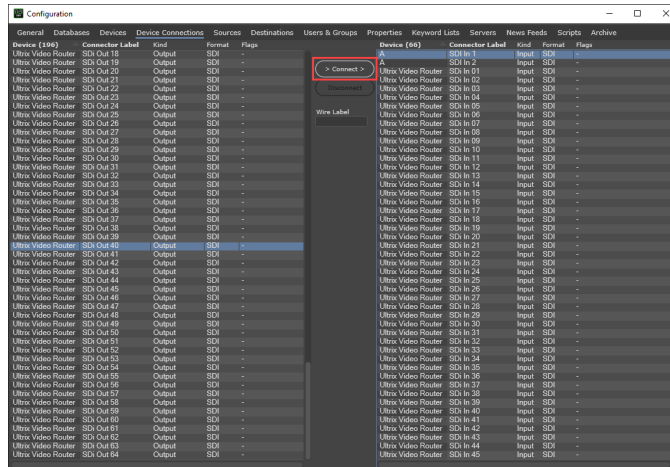 Configuration
General Databases Devices Device Connections Sources Destinations Users & Groups Properties Keyword Lists Servers News Feeds Scripts Archive
Device (196) Connector Label Kind Format Flags
Ultrix Video Router SDi Out 18 Output SDI -
Ultrix Video Router SDi Out 19 Output SDI -
Ultrix Video Router SDi Out 20 Output SDI -
Ultrix Video Router SDi Out 21 Output SDI -
Ultrix Video Router SDi Out 22 Output SDI -
Ultrix Video Router SDi Out 23 Output SDI -
Ultrix Video Router SDi Out 24 Output SDI -
Ultrix Video Router SDi Out 25 Output SDI -
Ultrix Video Router SDi Out 26 Output SDI -
Ultrix Video Router SDi Out 27 Output SDI -
Ultrix Video Router SDi Out 28 Output SDI -
Ultrix Video Router SDi Out 29 Output SDI -
Ultrix Video Router SDi Out 30 Output SDI -
Ultrix Video Router SDi Out 31 Output SDI -
Ultrix Video Router SDi Out 32 Output SDI -
Ultrix Video Router SDi Out 33 Output SDI -
Ultrix Video Router SDi Out 34 Output SDI -
Ultrix Video Router SDi Out 35 Output SDI -
Ultrix Video Router SDi Out 36 Output SDI -
Ultrix Video Router SDi Out 37 Output SDI -
Ultrix Video Router SDi Out 38 Output SDI -
Ultrix Video Router SDi Out 39 Output SDI -
Ultrix Video Router SDi Out 40 Output SDI -
Ultrix Video Router SDi Out 41 Output SDI -
Ultrix Video Router SDi Out 42 Output SDI -
Ultrix Video Router SDi Out 43 Output SDI -
Ultrix Video Router SDi Out 44 Output SDI -
Ultrix Video Router SDi Out 45 Output SDI -
Ultrix Video Router SDi Out 46 Output SDI -
Ultrix Video Router SDi Out 47 Output SDI -
Ultrix Video Router SDi Out 48 Output SDI -
Ultrix Video Router SDi Out 49 Output SDI -
Ultrix Video Router SDi Out 50 Output SDI -
Ultrix Video Router SDi Out 51 Output SDI -
Ultrix Video Router SDi Out 52 Output SDI -
Ultrix Video Router SDi Out 53 Output SDI -
Ultrix Video Router SDi Out 54 Output SDI -
Ultrix Video Router SDi Out 55 Output SDI -
Ultrix Video Router SDi Out 56 Output SDI -
Ultrix Video Router SDi Out 57 Output SDI -
Ultrix Video Router SDi Out 58 Output SDI -
Ultrix Video Router SDi Out 59 Output SDI -
Ultrix Video Router SDi Out 60 Output SDI -
Ultrix Video Router SDi Out 61 Output SDI -
Ultrix Video Router SDi Out 62 Output SDI -
Ultrix Video Router SDi Out 63 Output SDI -
Ultrix Video Router SDi Out 64 Output SDI -
> Connect >
Disconnect
Wire Label
Device (66) Connector Label Kind Format Flags
A SDI In 1 Input SDI -
A SDI In 2 Input SDI -
Ultrix Video Router SDi In 01 Input SDI -
Ultrix Video Router SDi In 02 Input SDI -
Ultrix Video Router SDi In 03 Input SDI -
Ultrix Video Router SDi In 04 Input SDI -
Ultrix Video Router SDi In 05 Input SDI -
Ultrix Video Router SDi In 06 Input SDI -
Ultrix Video Router SDi In 07 Input SDI -
Ultrix Video Router SDi In 08 Input SDI -
Ultrix Video Router SDi In 09 Input SDI -
Ultrix Video Router SDi In 10 Input SDI -
Ultrix Video Router SDi In 11 Input SDI -
Ultrix Video Router SDi In 12 Input SDI -
Ultrix Video Router SDi In 13 Input SDI -
Ultrix Video Router SDi In 14 Input SDI -
Ultrix Video Router SDi In 15 Input SDI -
Ultrix Video Router SDi In 16 Input SDI -
Ultrix Video Router SDi In 17 Input SDI -
Ultrix Video Router SDi In 18 Input SDI -
Ultrix Video Router SDi In 19 Input SDI -
Ultrix Video Router SDi In 20 Input SDI -
Ultrix Video Router SDi In 21 Input SDI -
Ultrix Video Router SDi In 22 Input SDI -
Ultrix Video Router SDi In 23 Input SDI -
Ultrix Video Router SDi In 24 Input SDI -
Ultrix Video Router SDi In 25 Input SDI -
Ultrix Video Router SDi In 26 Input SDI -
Ultrix Video Router SDi In 27 Input SDI -
Ultrix Video Router SDi In 28 Input SDI -
Ultrix Video Router SDi In 29 Input SDI -
Ultrix Video Router SDi In 30 Input SDI -
Ultrix Video Router SDi In 31 Input SDI -
Ultrix Video Router SDi In 32 Input SDI -
Ultrix Video Router SDi In 33 Input SDI -
Ultrix Video Router SDi In 34 Input SDI -
Ultrix Video Router SDi In 35 Input SDI -
Ultrix Video Router SDi In 36 Input SDI -
Ultrix Video Router SDi In 37 Input SDI -
Ultrix Video Router SDi In 38 Input SDI -
Ultrix Video Router SDi In 39 Input SDI -
Ultrix Video Router SDi In 40 Input SDI -
Ultrix Video Router SDi In 41 Input SDI -
Ultrix Video Router SDi In 42 Input SDI -
Ultrix Video Router SDi In 43 Input SDI -
Ultrix Video Router SDi In 44 Input SDI -
Ultrix Video Router SDi In 45 Input SDI -